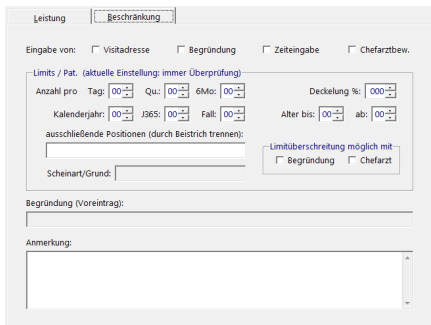 Leistung Beschränkung
Eingabe von: Visitadresse Begründung Zeiteingabe Chefarztbew.
Limits / Pat. (aktuelle Einstellung: immer Überprüfung)
Anzahl pro Tag: 00 Qu.: 00 6Mo: 00 Deckelung %: 000
Kalenderjahr: 00 J365: 00 Fall: 00 Alter bis: 00 ab: 00
ausschließende Positionen (durch Beistrich trennen):
Limitüberschreitung möglich mit
Begründung Chefarzt
Scheinart/Grund:
Begründung (Voreintrag):
Anmerkung: